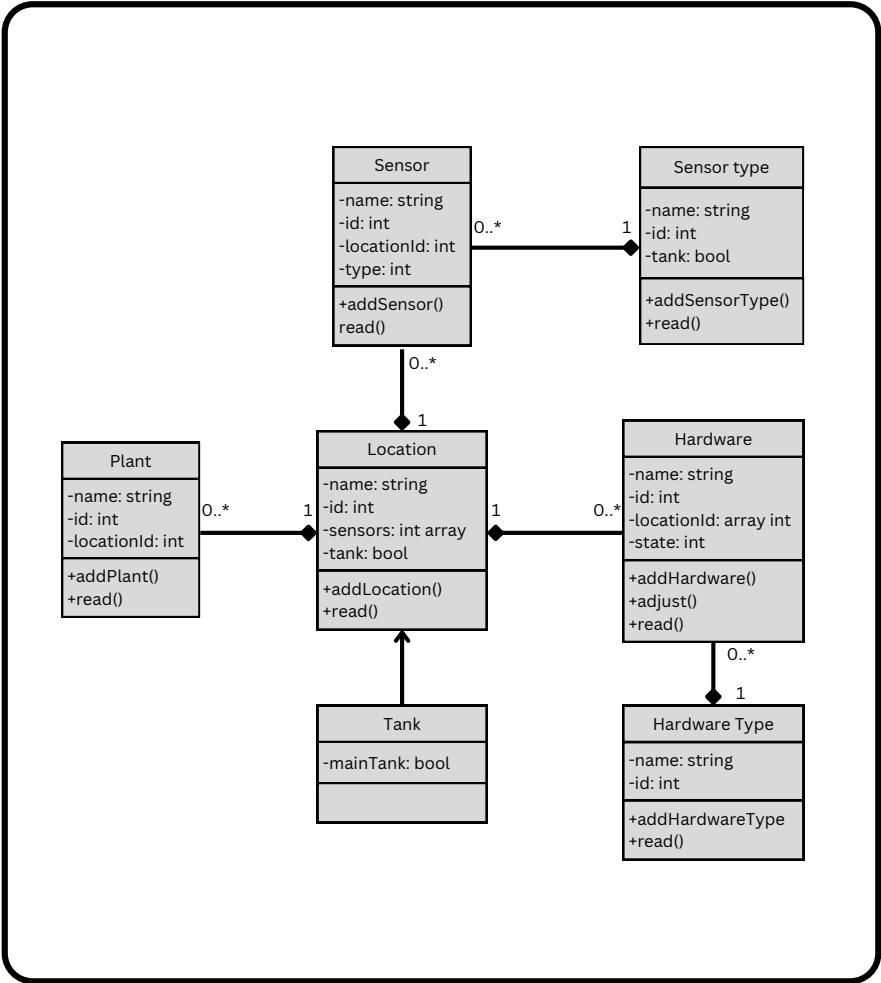 Sensor
-name: string
-id: int
-locationId: int
-type: int
+addSensor()
read()
0..*
1
Sensor type
-name: string
-id: int
-tank: bool
+addSensorType()
+read()
0..*
1
Plant
-name: string
-id: int
-locationId: int
+addPlant()
+read()
0..*
1
Location
-name: string
-id: int
-sensors: int array
-tank: bool
+addLocation()
+read()
1
0..*
Hardware
-name: string
-id: int
-locationId: array int
-state: int
+addHardware()
+adjust()
+read()
0..*
1
Tank
-mainTank: bool
Hardware Type
-name: string
-id: int
+addHardwareType
+read()